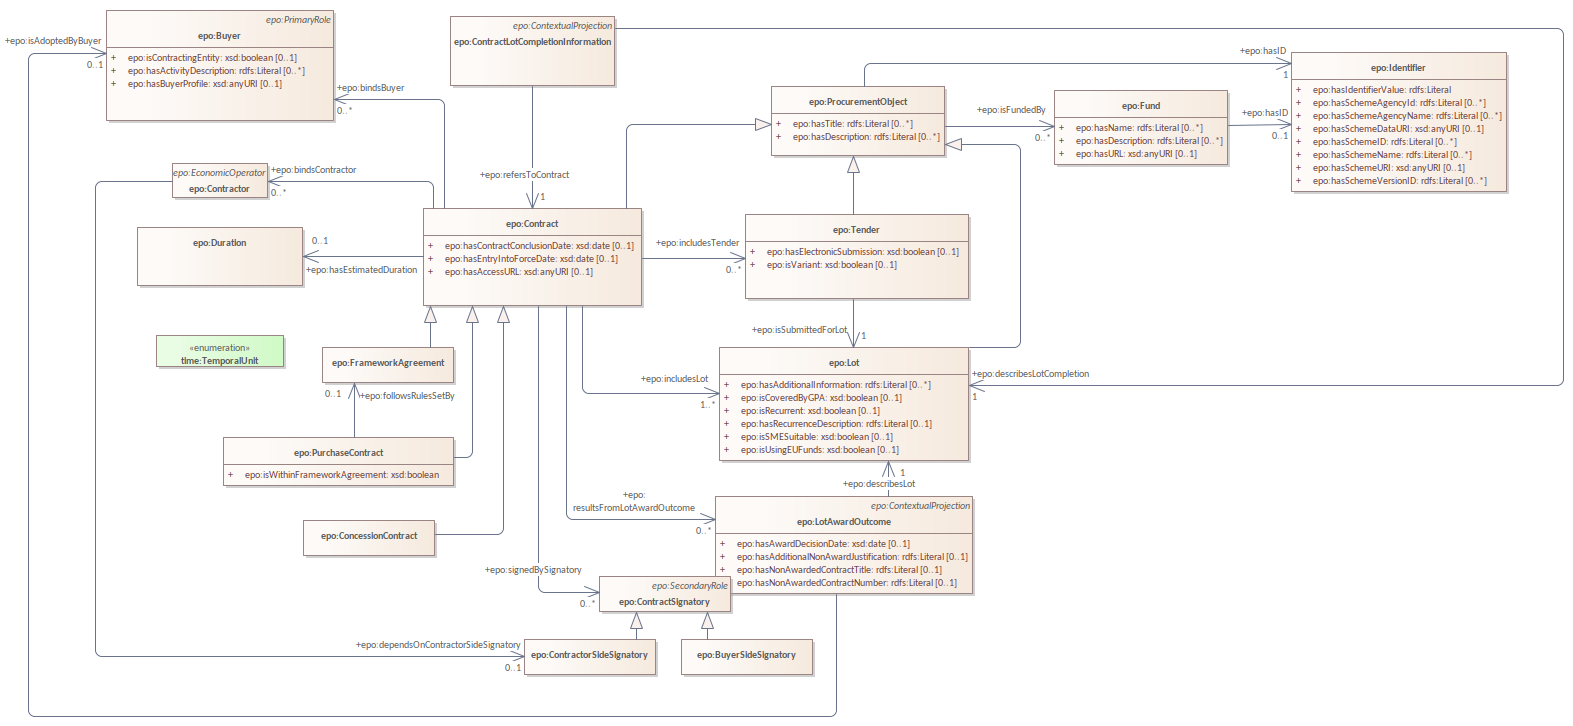 epo:PrimaryRole
epo:Buyer
+ epo:isContractingEntity: xsd:boolean [0..1]
+ epo:hasActivityDescription: rdfs:Literal [0..*]
+ epo:hasBuyerProfile: xsd:anyURI [0..1]
+epo:isAdoptedByBuyer
0..1
+epo:bindsBuyer
0..*
epo:ContextualProjection
epo:ContractLotCompletionInformation
+epo:refersToContract
1
epo:ProcurementObject
+ epo:hasTitle: rdfs:Literal [0..*]
+ epo:hasDescription: rdfs:Literal [0..*]
+epo:isFundedBy
0..*
epo:Fund
+ epo:hasName: rdfs:Literal [0..*]
+ epo:hasDescription: rdfs:Literal [0..*]
+ epo:hasURL: xsd:anyURI [0..1]
+epo:hasID
1
+epo:hasID
0..1
epo:Identifier
+ epo:hasIdentifierValue: rdfs:Literal
+ epo:hasSchemeAgencyId: rdfs:Literal [0..*]
+ epo:hasSchemeAgencyName: rdfs:Literal [0..*]
+ epo:hasSchemeDataURI: xsd:anyURI [0..1]
+ epo:hasSchemeID: rdfs:Literal [0..*]
+ epo:hasSchemeName: rdfs:Literal [0..*]
+ epo:hasSchemeURI: xsd:anyURI [0..1]
+ epo:hasSchemeVersionID: rdfs:Literal [0..*]
epo:EconomicOperator
epo:Contractor
+epo:bindsContractor
0..*
epo:Duration
0..1
+epo:hasEstimatedDuration
epo:Contract
+ epo:hasContractConclusionDate: xsd:date [0..1]
+ epo:hasEntryIntoForceDate: xsd:date [0..1]
+ epo:hasAccessURL: xsd:anyURI [0..1]
+epo:includesTender
0..*
epo:Tender
+ epo:hasElectronicSubmission: xsd:boolean [0..1]
+ epo:isVariant: xsd:boolean [0..1]
+epo:isSubmittedForLot
1
«enumeration»
time:TemporalUnit
epo:FrameworkAgreement
0..1
+epo:followsRulesSetBy
epo:PurchaseContract
+ epo:isWithinFrameworkAgreement: xsd:boolean
epo:ConcessionContract
+epo:includesLot
1..*
epo:Lot
+ epo:hasAdditionalInformation: rdfs:Literal [0..*]
+ epo:isCoveredByGPA: xsd:boolean [0..1]
+ epo:isRecurrent: xsd:boolean [0..1]
+ epo:hasRecurrenceDescription: rdfs:Literal [0..1]
+ epo:isSMESuitable: xsd:boolean [0..1]
+ epo:isUsingEUFunds: xsd:boolean [0..1]
+epo:describesLotCompletion
1
1
+epo:describesLot
+epo:
resultsFromLotAwardOutcome
0..*
epo:ContextualProjection
epo:LotAwardOutcome
+ epo:hasAwardDecisionDate: xsd:date [0..1]
+ epo:hasAdditionalNonAwardJustification: rdfs:Literal [0..1]
+ epo:hasNonAwardedContractTitle: rdfs:Literal [0..1]
epo:hasNonAwardedContractNumber: rdfs:Literal [0..1]
+epo:signedBySignatory
0..*
epo:SecondaryRole
epo:ContractSignatory
+epo:dependsOnContractorSideSignatory
0..1
epo:ContractorSideSignatory
epo:BuyerSideSignatory